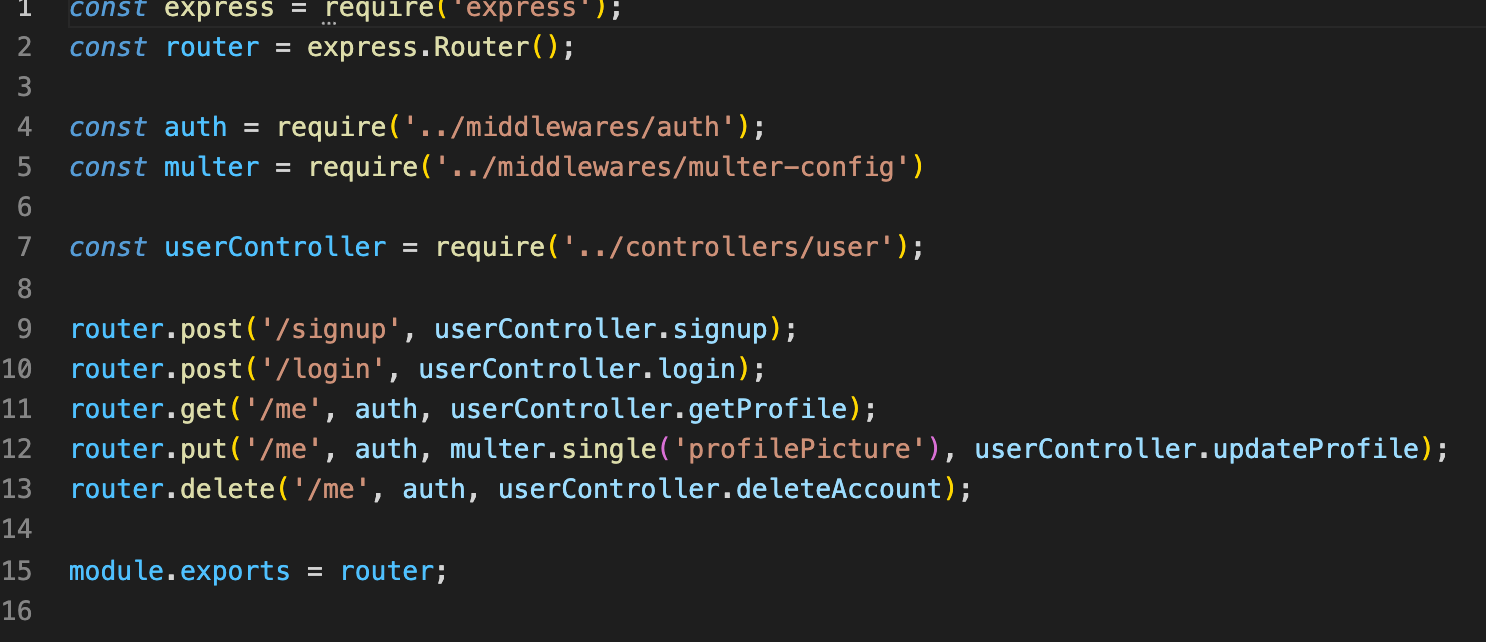 1 const express = require('express');
2 const router = express.Router();
3
4 const auth = require('../middlewares/auth');
5 const multer = require('../middlewares/multer-config')
6
7 const userController = require('../controllers/user');
8
9 router.post('/signup', userController.signup);
10 router.post('/login', userController.login);
11 router.get('/me', auth, userController.getProfile);
12 router.put('/me', auth, multer.single('profilePicture'), userController.updateProfile);
13 router.delete('/me', auth, userController.deleteAccount);
14
15 module.exports = router;
16